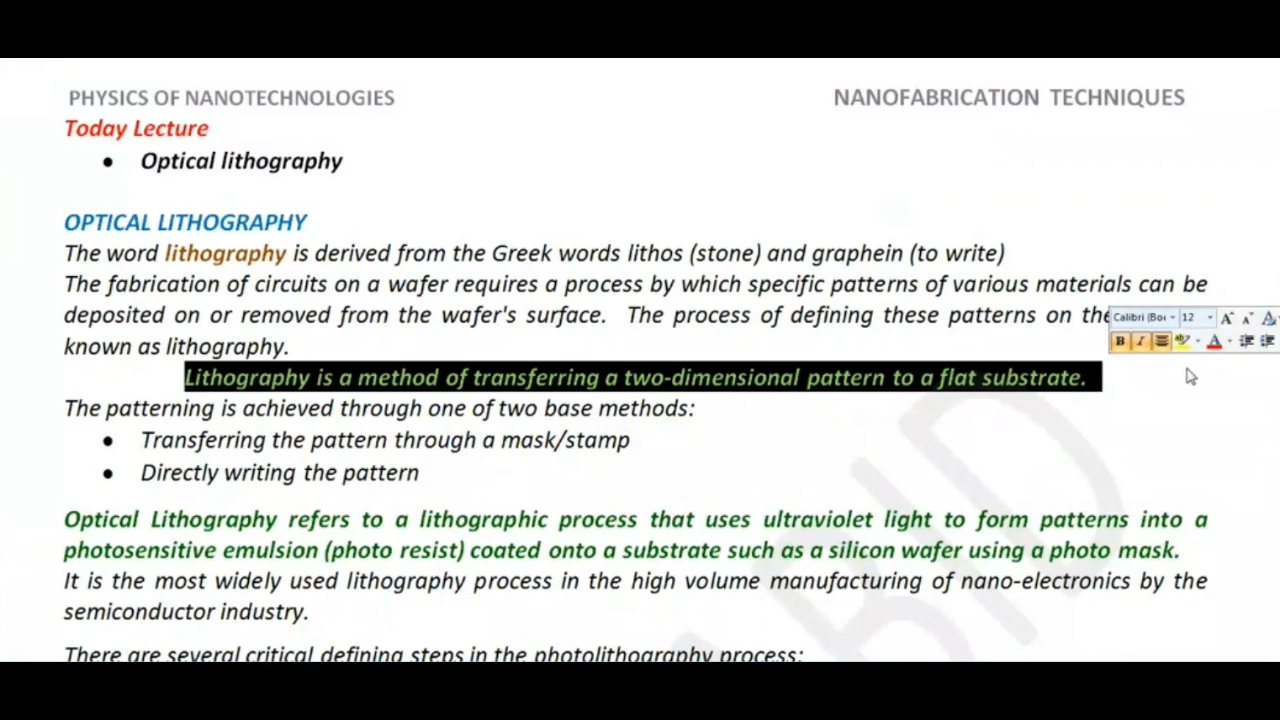 PHYSICS OF NANOTECHNOLOGIES NANOFABRICATION TECHNIQUES
Today Lecture
• Optical lithography
OPTICAL LITHOGRAPHY
The word lithography is derived from the Greek words lithos (stone) and graphein (to write)
The fabrication of circuits on a wafer requires a process by which specific patterns of various materials can be
deposited on or removed from the wafer's surface. The process of defining these patterns on the
Calibri (Bo 12
B I
known as lithography.
Lithography is a method of transferring a two-dimensional pattern to a flat substrate.
The patterning is achieved through one of two base methods:
• Transferring the pattern through a mask/stamp
• Directly writing the pattern
Optical Lithography refers to a lithographic process that uses ultraviolet light to form patterns into a
photosensitive emulsion (photo resist) coated onto a substrate such as a silicon wafer using a photo mask.
It is the most widely used lithography process in the high volume manufacturing of nano-electronics by the
semiconductor industry.
There are several critical defining steps in the photolithography process: